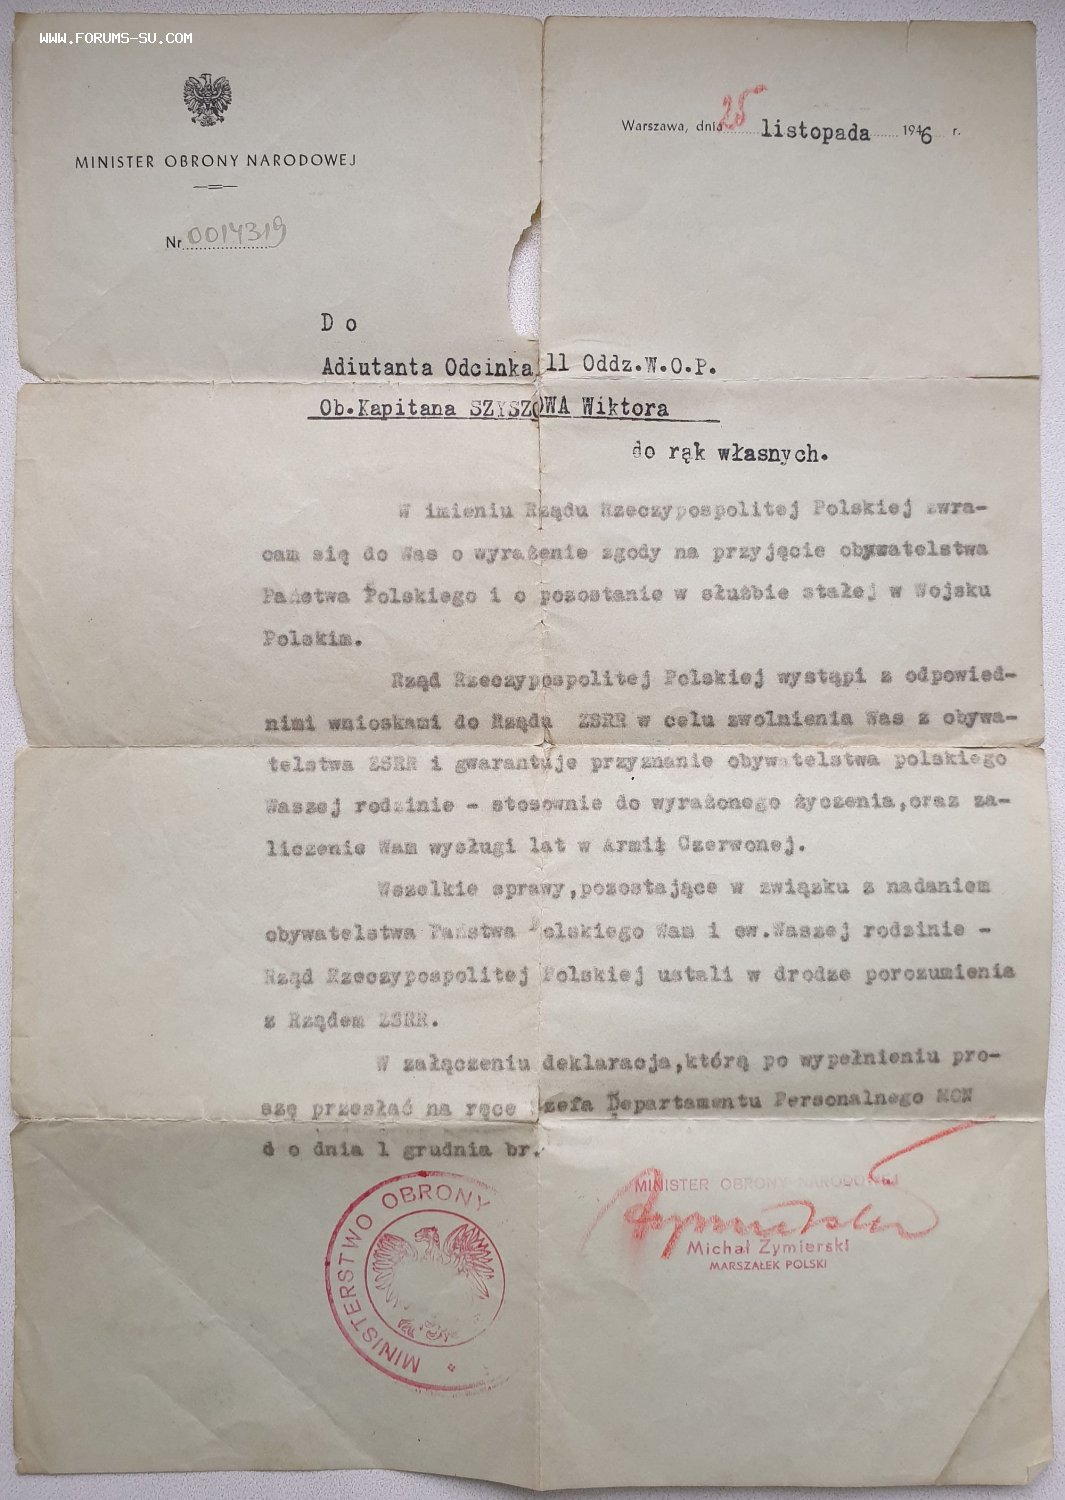 WWW.FORUMS-SU.COM
MINISTER OBRONY NARODOWEJ
Warszawa, dnia 25 listopada 1946 r.
Nr 0014319
D o
Adiutanta Odcinka 11 Oddz.W.O.P.
Ob.Kapitana SZYSZOWA Wiktora
do rąk własnych.
W imieniu Rządu Rzeczypospolitej Polskiej zwra-
cam się do Was o wyrażenie zgody na przyjęcie obywatelstwa
Państwa Polskiego i o pozostanie w służbie stałej w Wojsku
Polskim.
Rząd Rzeczypospolitej Polskiej wystąpi z odpowied-
nimi wnioskami do Rządu ZSRR w celu zwolnienia Was z obywa-
telstwa ZSRR i gwarantuje przyznanie obywatelstwa polskiego
Waszej rodzinie - stosownie do wyrażonego życzenia,oraz za-
liczenie Wam wysługi lat w Armii Czerwonej.
Wszelkie sprawy,pozostające w związku z nadaniem
obywatelstwa Państwa Polskiego Wam i ew.Waszej rodzinie -
Rząd Rzeczypospolitej Polskiej ustali w drodze porozumienia
z Rządem ZSRR.
W załączeniu deklaracja,którą po wypełnieniu pro-
szę przesłać na ręce Szefa Departamentu Personalnego MON
d o dnia 1 grudnia br.
MINISTERSTWO OBRONY
MINISTER OBRONY NARODOWEJ
Michał Żymierski
MARSZAŁEK POLSKI